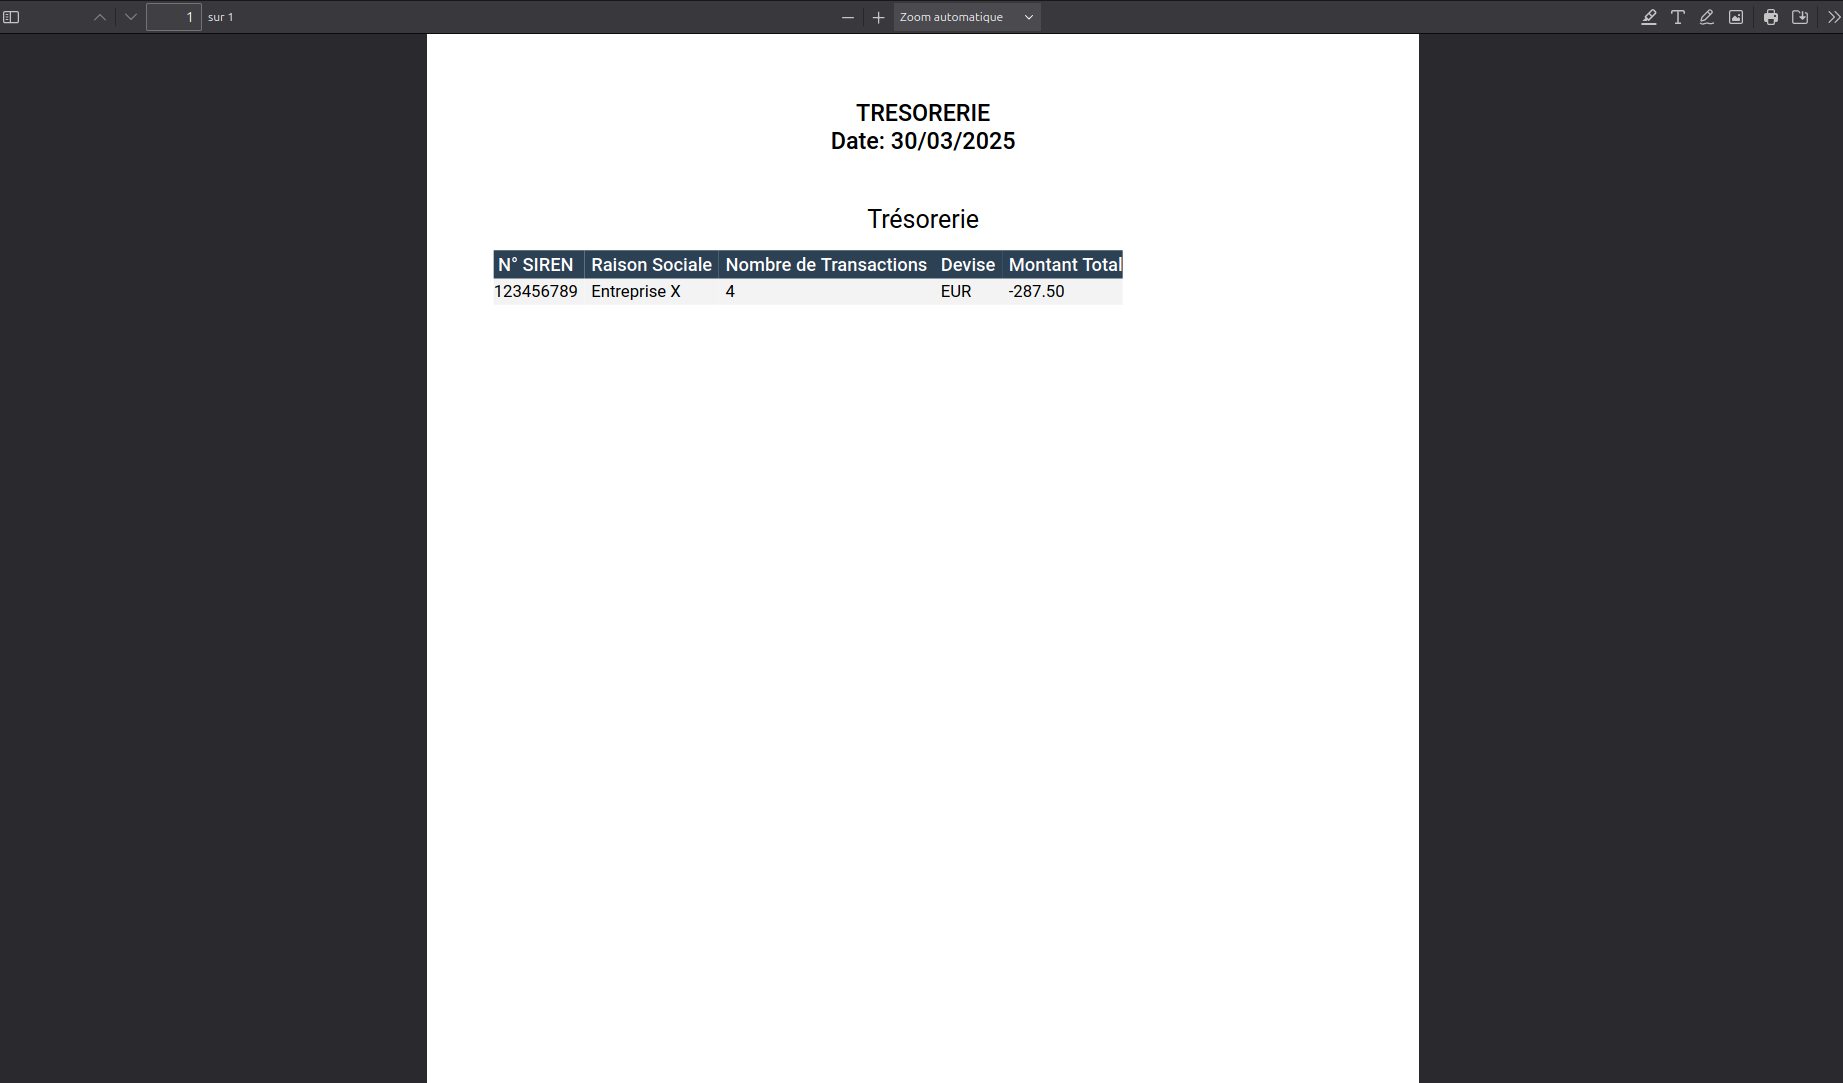 1 sur 1 Zoom automatique
TRESORERIE
Date: 30/03/2025
Trésorerie
N° SIREN Raison Sociale Nombre de Transactions Devise Montant Total
123456789 Entreprise X 4 EUR -287.50